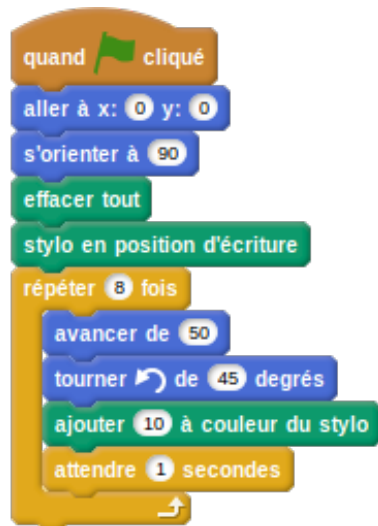 quand cliqué
aller à x: 0 y: 0
s'orienter à 90
effacer tout
stylo en position d'écriture
répéter 8 fois
avancer de 50
tourner de 45 degrés
ajouter 10 à couleur du stylo
attendre 1 secondes